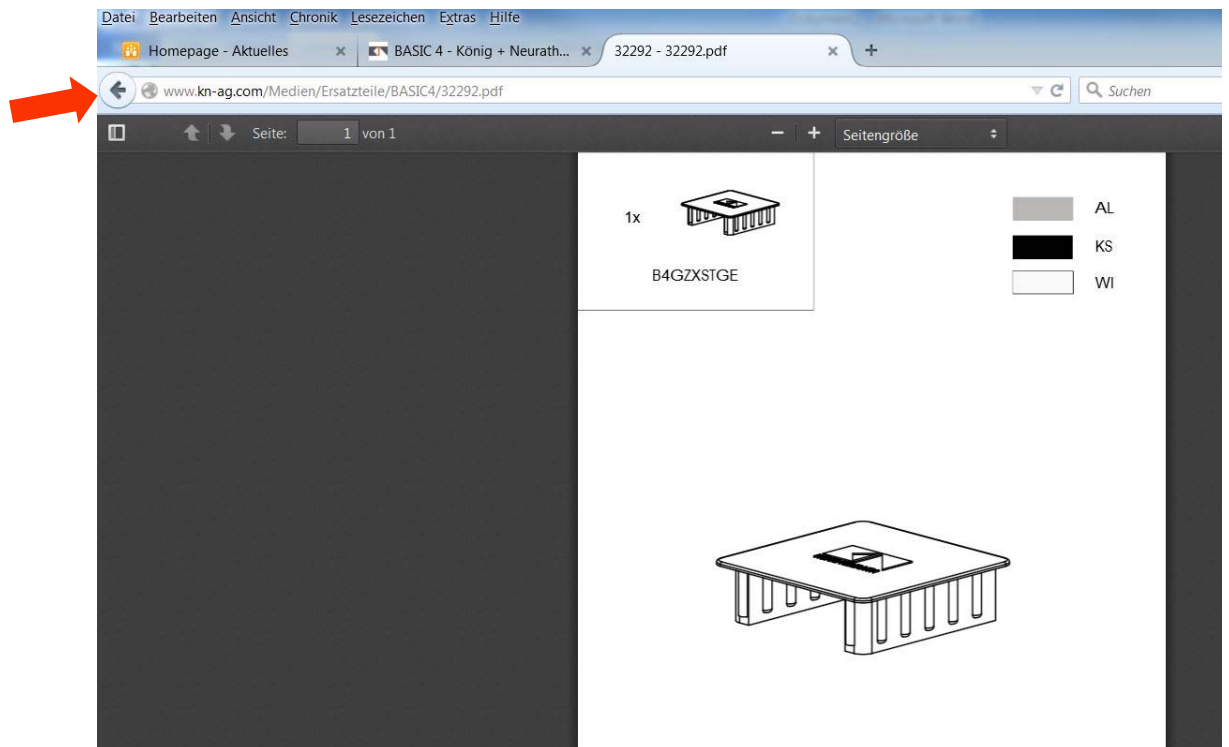 Datei Bearbeiten Ansicht Chronik Lesezeichen Extras Hilfe
Homepage - Aktuelles
BASIC 4 - König + Neurath...
32292 - 32292.pdf
www.kn-ag.com/Medien/Ersatzteile/BASIC4/32292.pdf
Suchen
Seite: 1 von 1
Seitengröße
1x
B4GZXSTGE
AL
KS
WI